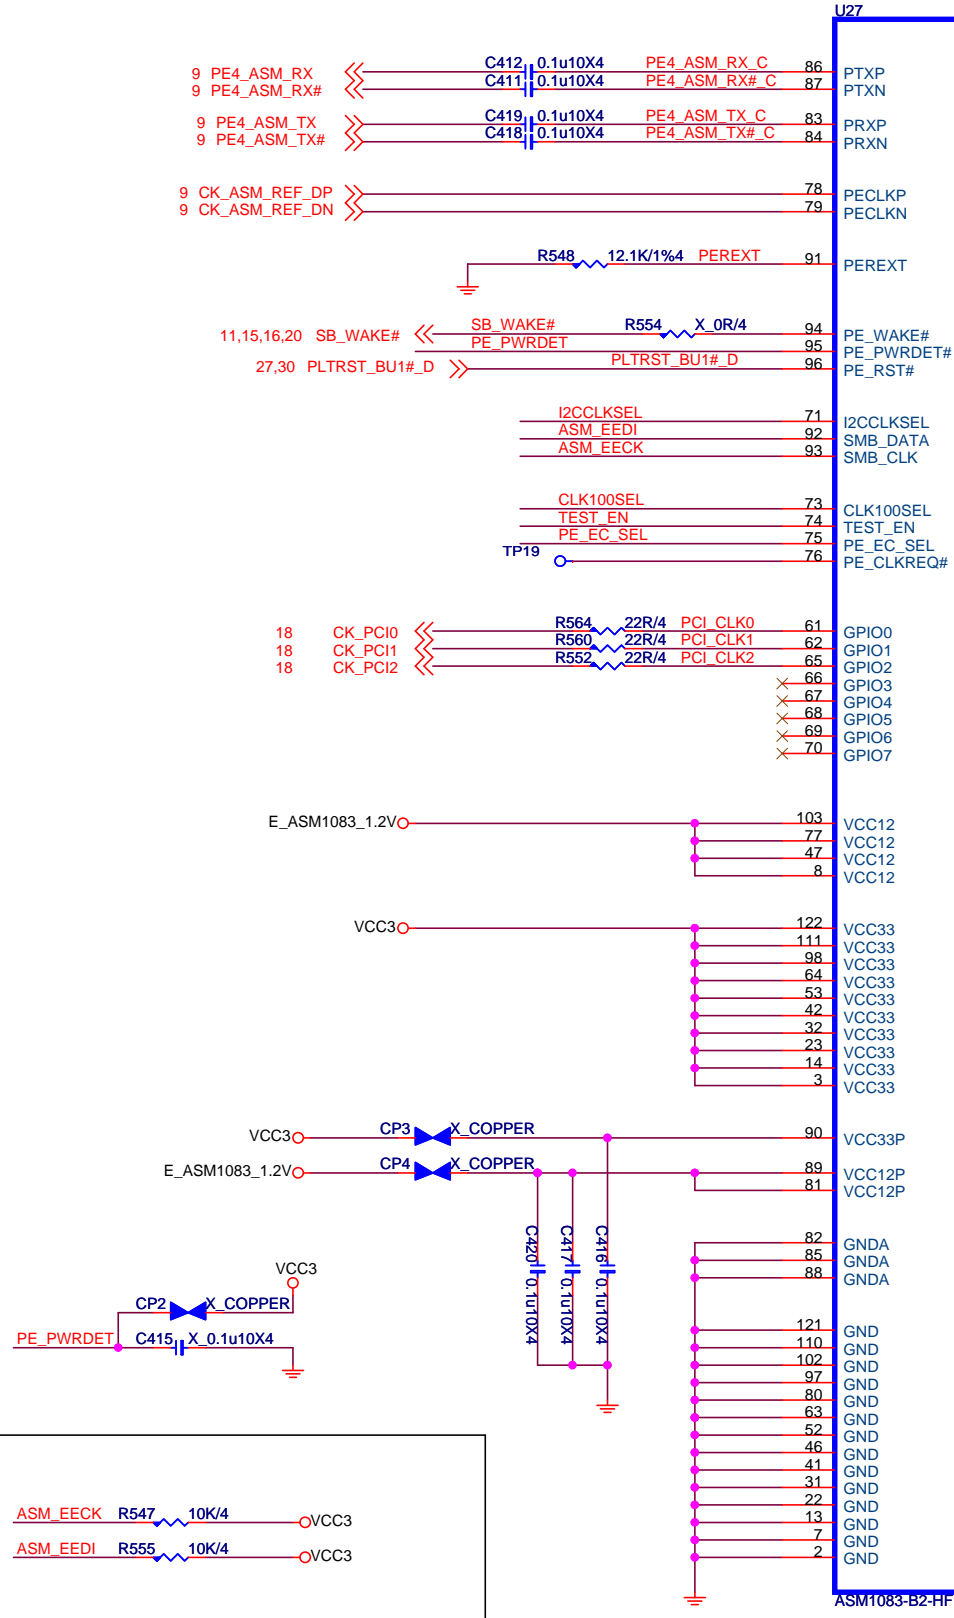 U27
9 PE4_ASM_RX C412 0.1u10X4 PE4_ASM_RX_C 86 PTXP
9 PE4_ASM_RX# C411 0.1u10X4 PE4_ASM_RX#_C 87 PTXN
9 PE4_ASM_TX C419 0.1u10X4 PE4_ASM_TX_C 83 PRXP
9 PE4_ASM_TX# C418 0.1u10X4 PE4_ASM_TX#_C 84 PRXN
9 CK_ASM_REF_DP 78 PECLKP
9 CK_ASM_REF_DN 79 PECLKN
R548 12.1K/1%4 PEREXT 91 PEREXT
11,15,16,20 SB_WAKE# SB_WAKE# R554 X_0R/4 94 PE_WAKE#
PE_PWRDET 95 PE_PWRDET#
27,30 PLTRST_BU1#_D PLTRST_BU1#_D 96 PE_RST#
I2CCLKSEL 71 I2CCLKSEL
ASM_EEDI 92 SMB_DATA
ASM_EECK 93 SMB_CLK
CLK100SEL 73 CLK100SEL
TEST_EN 74 TEST_EN
PE_EC_SEL 75 PE_EC_SEL
TP19 76 PE_CLKREQ#
18 CK_PCI0 R564 22R/4 PCI_CLK0 61 GPIO0
18 CK_PCI1 R560 22R/4 PCI_CLK1 62 GPIO1
18 CK_PCI2 R552 22R/4 PCI_CLK2 65 GPIO2
66 GPIO3
67 GPIO4
68 GPIO5
69 GPIO6
70 GPIO7
E_ASM1083_1.2V 103 VCC12
77 VCC12
47 VCC12
8 VCC12
VCC3 122 VCC33
111 VCC33
98 VCC33
64 VCC33
53 VCC33
42 VCC33
32 VCC33
23 VCC33
14 VCC33
3 VCC33
VCC3 CP3 X_COPPER 90 VCC33P
E_ASM1083_1.2V CP4 X_COPPER 89 VCC12P
81 VCC12P
C420 0.1u10X4
C417 0.1u10X4
C416 0.1u10X4
82 GNDA
85 GNDA
88 GNDA
VCC3
CP2 X_COPPER
PE_PWRDET C415 X_0.1u10X4
121 GND
110 GND
102 GND
97 GND
80 GND
63 GND
52 GND
46 GND
41 GND
31 GND
22 GND
13 GND
7 GND
2 GND
ASM_EECK R547 10K/4 VCC3
ASM_EEDI R555 10K/4 VCC3
ASM1083-B2-HF